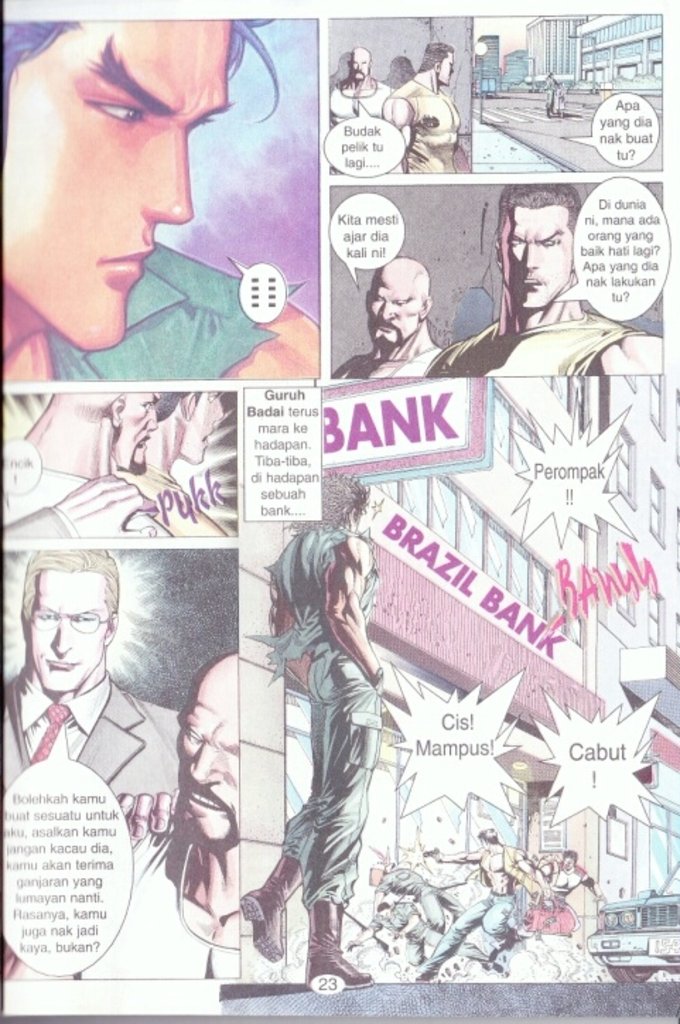 Budak
pelik tu
lagi....
Apa
yang dia
nak buat
tu?
Kita mesti
ajar dia
kali ni!
Di dunia
ni, mana ada
orang yang
baik hati lagi?
Apa yang dia
nak lakukan
tu?
!
pukk
Guruh
Badai terus
mara ke
hadapan.
Tiba-tiba,
di hadapan
sebuah
bank....
BANK
BRAZIL BANK
Perompak
!!
Cis!
Mampus!
Cabut
!
Bolehkah kamu
buat sesuatu untuk
aku, asalkan kamu
jangan kacau dia,
kamu akan terima
ganjaran yang
lumayan nanti.
Rasanya, kamu
juga nak jadi
kaya, bukan?
23